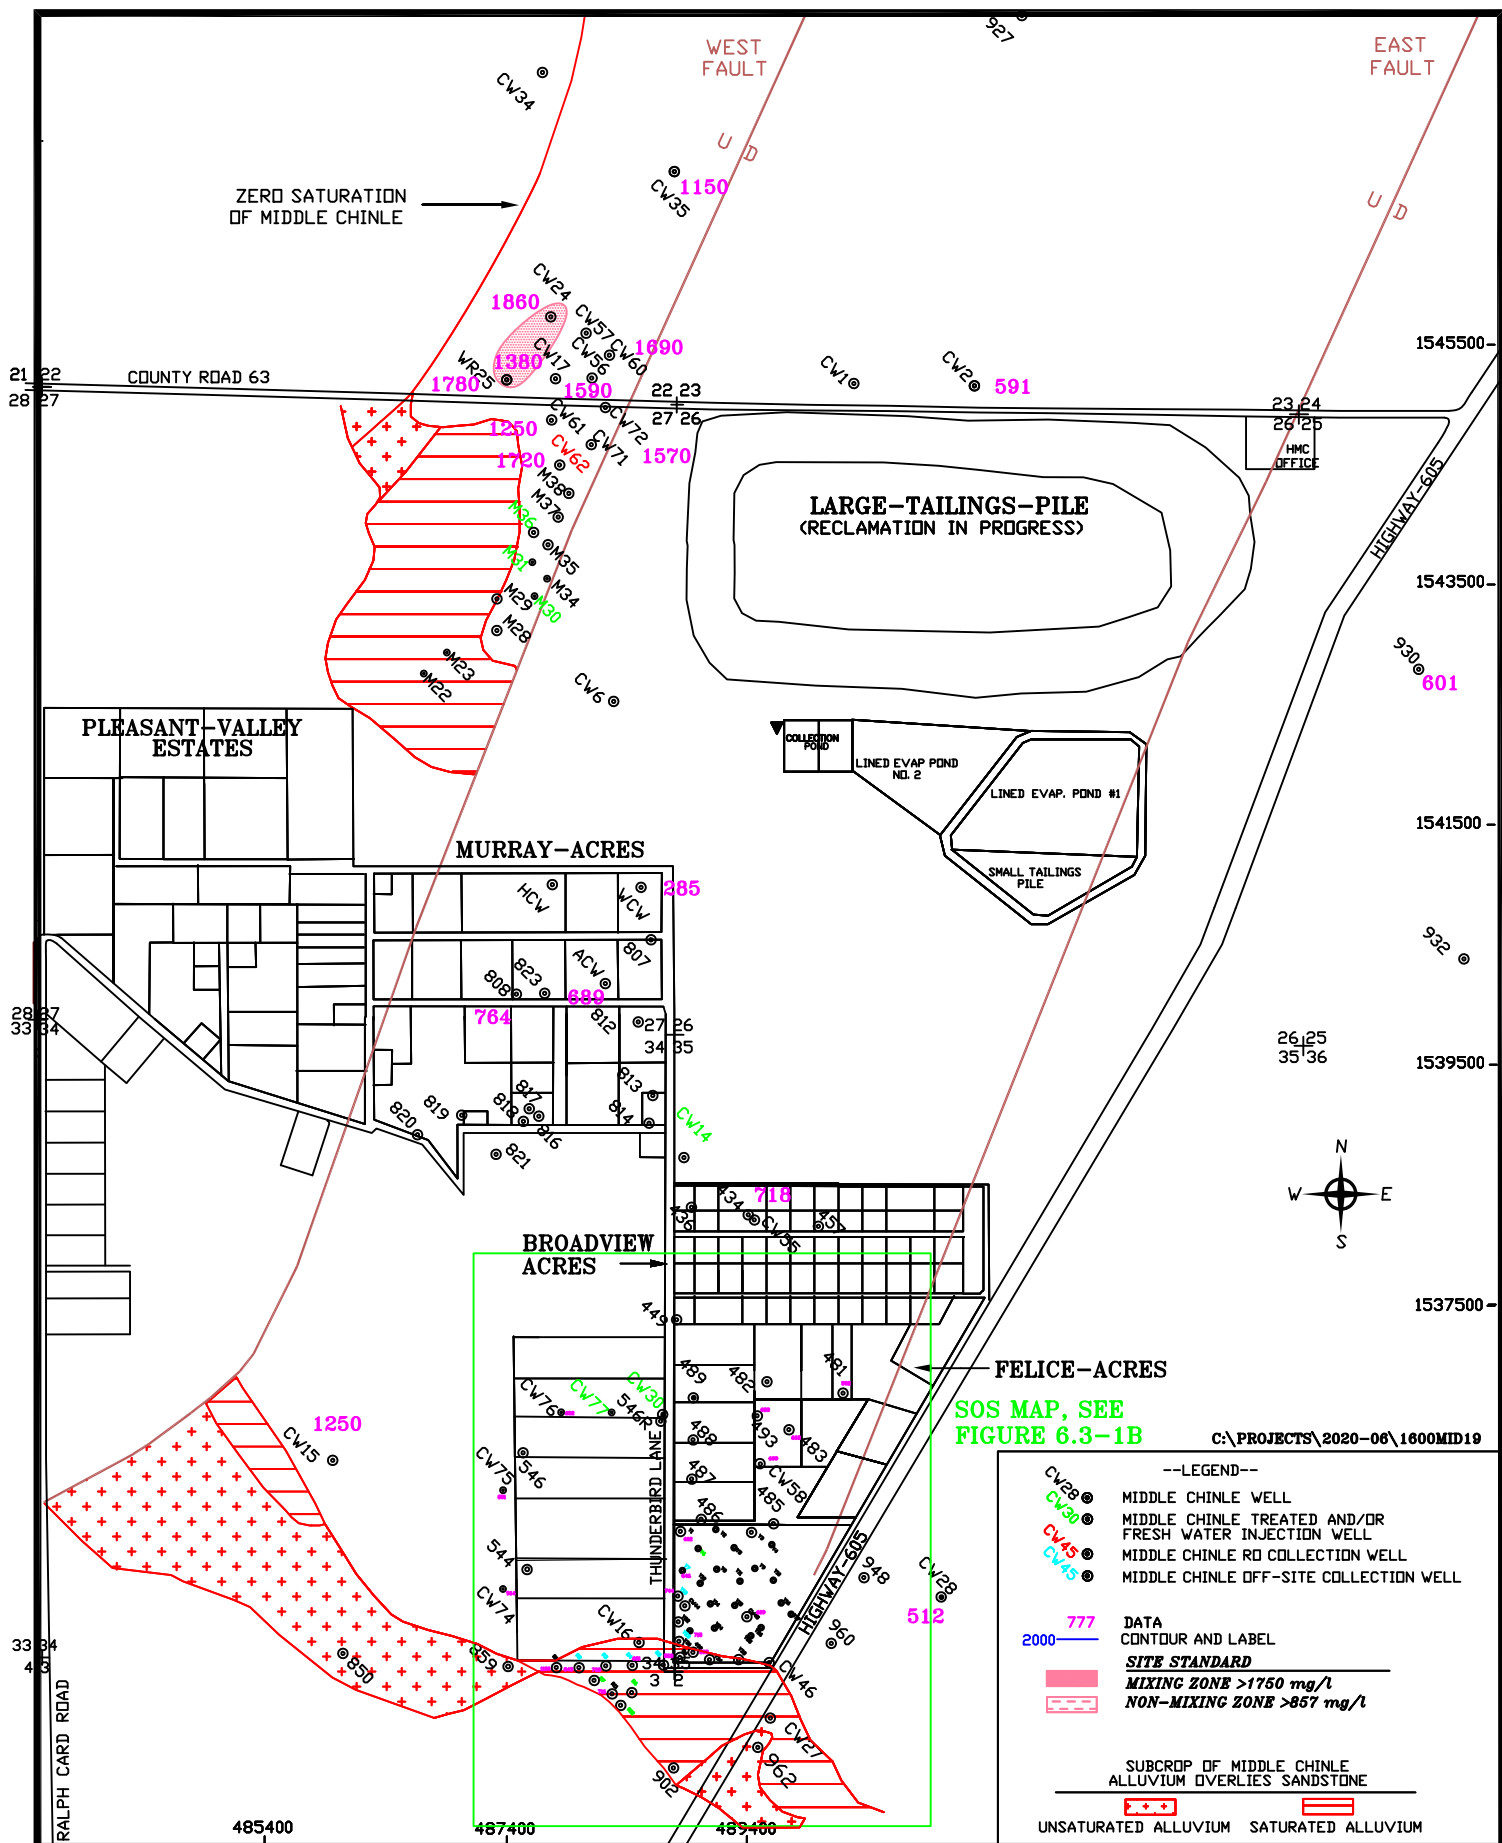 927
WEST
FAULT
EAST
FAULT
CW34
U D
CW35
1150
ZERO SATURATION
OF MIDDLE CHINLE
U D
CW24
1860
CW57
CW60
1690
CW56
CW17
1380
WR25
1780
1590
1545500
21 22
28 27
COUNTY ROAD 63
22 23
27 26
CW1
CW2
591
23 24
26 25
HMC
OFFICE
CW61
1250
CW72
CW71
1570
CW62
1720
M38
M37
M36
M35
M31
M34
M30
M29
M28
M23
M22
LARGE-TAILINGS-PILE
(RECLAMATION IN PROGRESS)
HIGHWAY-605
1543500
930
601
CW6
PLEASANT-VALLEY
ESTATES
COLLECTION
POND
LINED EVAP POND
NO. 2
LINED EVAP. POND #1
SMALL TAILINGS
PILE
1541500
MURRAY-ACRES
HCW
WCW
285
807
932
ACW
823
808
689
764
812
28 27
33 34
27 26
34 35
26 25
35 36
1539500
813
814
817
818
816
819
820
821
CW14
N
W E
S
718
434
436
CW55
457
BROADVIEW
ACRES
1537500
449
FELICE-ACRES
489
482
481
CW76
CW77
546R
CW30
SOS MAP, SEE
FIGURE 6.3-1B
C:\PROJECTS\2020-06\1600MID19
1250
CW15
488
493
483
CW75
546
487
CW58
486
485
THUNDERBIRD LANE
544
CW74
CW16
HIGHWAY-605
948
CW28
512
960
33 34
4 3
850
859
34
3 2
CW46
CW27
962
902
RALPH CARD ROAD
485400
487400
489400
--LEGEND--
CW28 MIDDLE CHINLE WELL
CW30 MIDDLE CHINLE TREATED AND/OR
FRESH WATER INJECTION WELL
CW45 MIDDLE CHINLE RO COLLECTION WELL
CW45 MIDDLE CHINLE OFF-SITE COLLECTION WELL
777 DATA
2000 CONTOUR AND LABEL
SITE STANDARD
MIXING ZONE >1750 mg/l
NON-MIXING ZONE >857 mg/l
SUBCROP OF MIDDLE CHINLE
ALLUVIUM OVERLIES SANDSTONE
UNSATURATED ALLUVIUM SATURATED ALLUVIUM